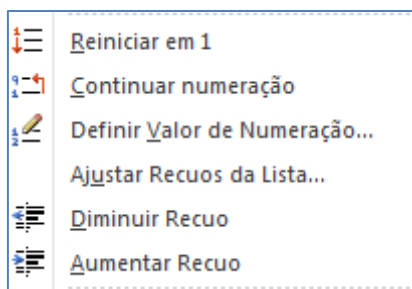 Reiniciar em 1
Continuar numeração
Definir Valor de Numeração...
Ajustar Recuos da Lista...
Diminuir Recuo
Aumentar Recuo